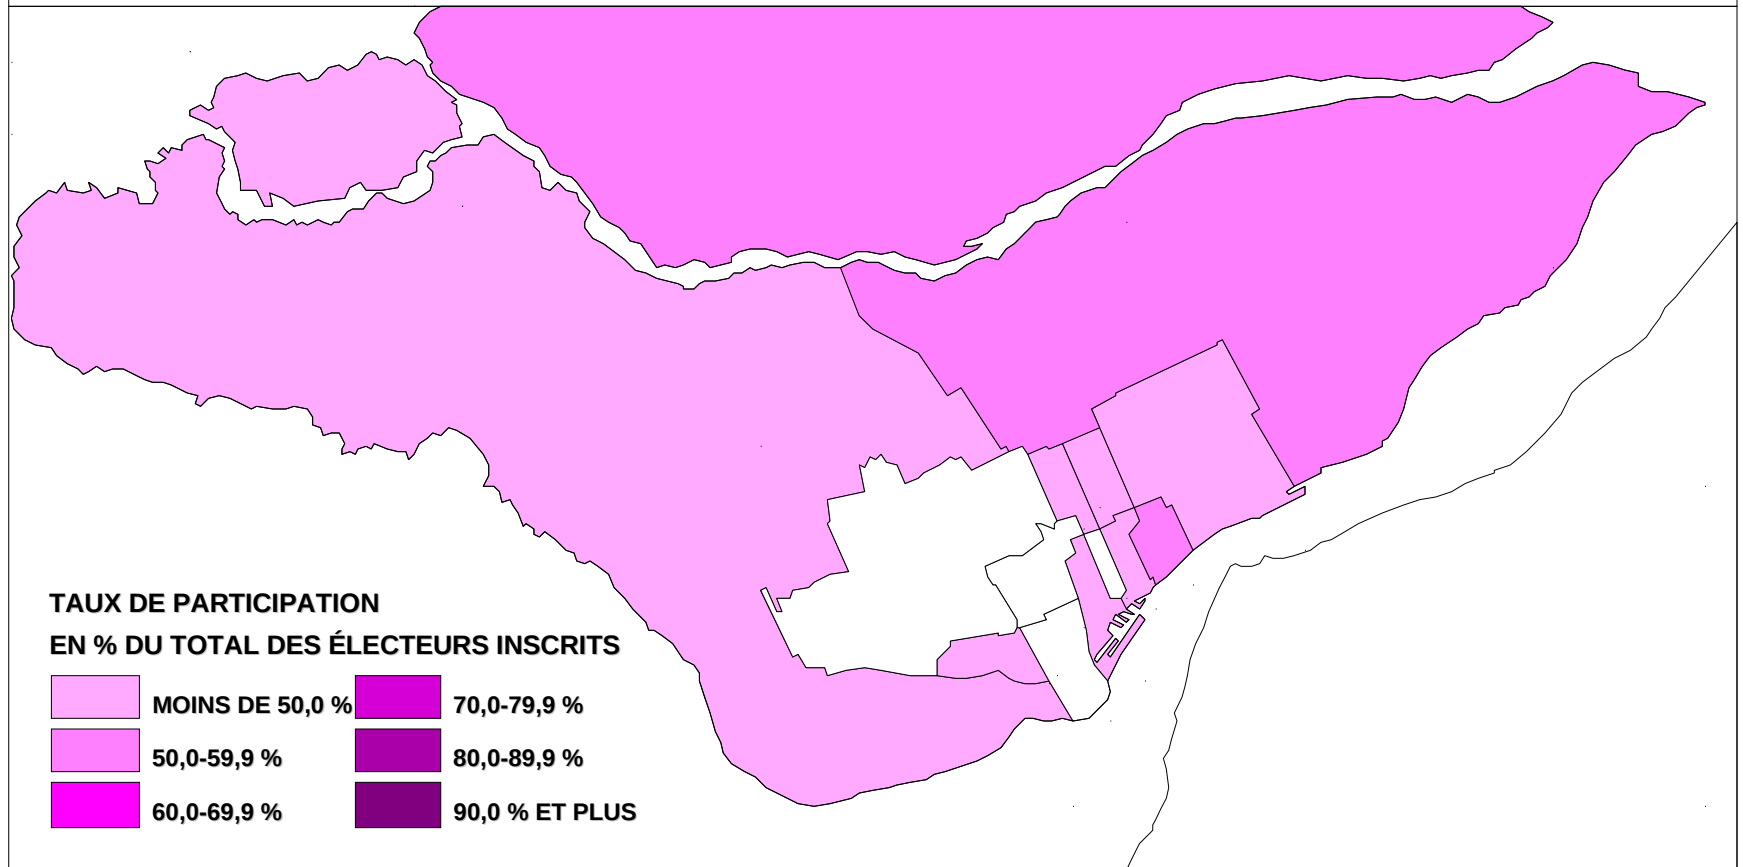 TAUX DE PARTICIPATION
EN % DU TOTAL DES ÉLECTEURS INSCRITS
MOINS DE 50,0 %
50,0-59,9 %
60,0-69,9 %
70,0-79,9 %
80,0-89,9 %
90,0 % ET PLUS